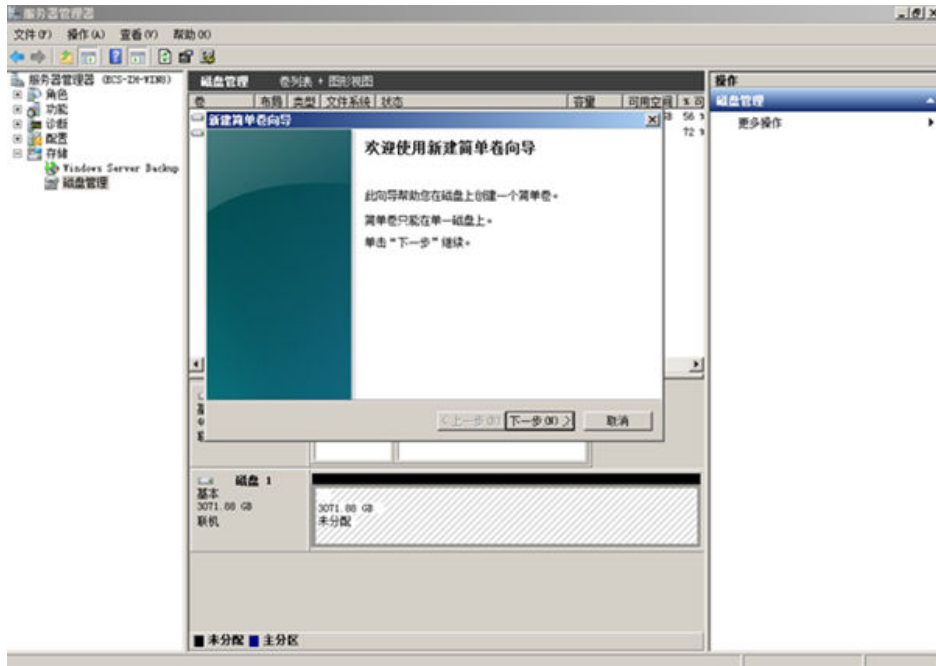 服务器管理器
文件(F) 操作(A) 查看(V) 帮助(H)
服务器管理器 (ECS-ZH-WIN8)
角色
功能
诊断
配置
存储
Windows Server Backup
磁盘管理
磁盘管理 卷列表 + 图形视图
卷 布局 类型 文件系统 状态 容量 可用空间 % 可
56 %
72 %
新建简单卷向导
欢迎使用新建简单卷向导
此向导帮助您在磁盘上创建一个简单卷。
简单卷只能在单一磁盘上。
单击“下一步”继续。
<上一步(B) 下一步(N) > 取消
磁盘 1
基本
3071.88 GB
联机
3071.88 GB
未分配
未分配 主分区
操作
磁盘管理
更多操作